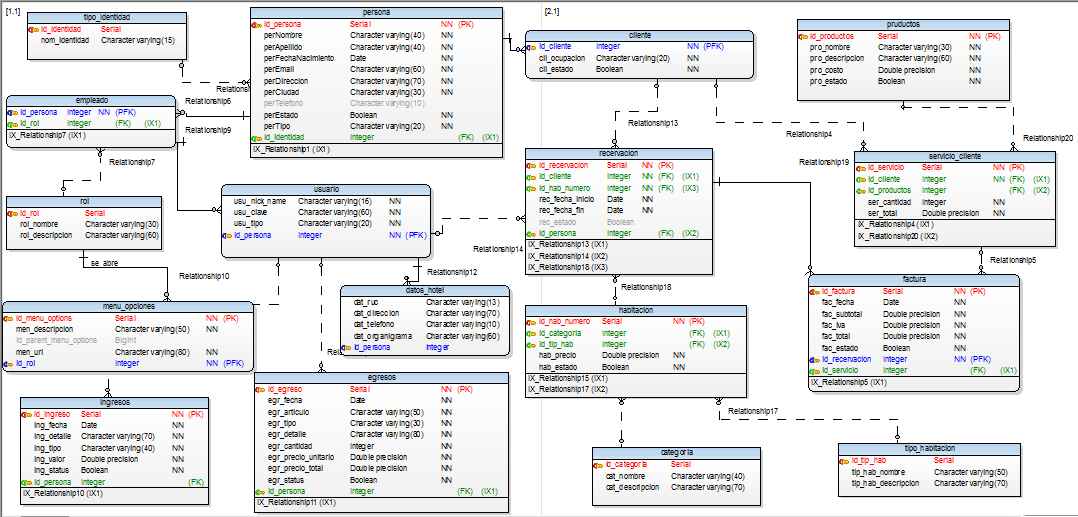 [1,1]
tipo_identidad
id_identidad Serial
nom_identidad Character varying(15)
persona
id_persona Serial NN (PK)
perNombre Character varying(40) NN
perApellido Character varying(40) NN
perFechaNacimiento Date NN
perEmail Character varying(60) NN
perDireccion Character varying(70) NN
perCiudad Character varying(30) NN
perTelefono Character varying(10)
perEstado Boolean NN
perTipo Character varying(20) NN
id_identidad Integer (FK) (IX1)
IX_Relationship1 (IX1)
[2,1]
cliente
id_cliente Integer NN (PFK)
cli_ocupacion Character varying(20) NN
cli_estado Boolean NN
pruductos
id_productos Serial NN (PK)
pro_nombre Character varying(30) NN
pro_descripcion Character varying(60) NN
pro_costo Double precision NN
pro_estado Boolean NN
empleado
id_persona Integer NN (PFK)
id_rol Integer (FK) (IX1)
IX_Relationship7 (IX1)
Relationship6
Relationship9
Relationship7
Relationship13
Relationship4
Relationship20
Relationship19
rol
id_rol Serial
rol_nombre Character varying(30)
rol_descripcion Character varying(60)
usuario
usu_nick_name Character varying(16) NN
usu_clave Character varying(60) NN
usu_tipo Character varying(20) NN
id_persona Integer NN (PFK)
recervacion
id_recervacion Serial NN (PK)
id_cliente Integer NN (FK) (IX1)
id_hab_numero Integer NN (FK) (IX3)
rec_fecha_inicio Date NN
rec_fecha_fin Date NN
rec_estado Boolean
id_persona Integer (FK) (IX2)
IX_Relationship13 (IX1)
IX_Relationship14 (IX2)
IX_Relationship18 (IX3)
servicio_cliente
id_servicio Serial NN (PK)
id_cliente Integer NN (FK) (IX1)
id_productos Integer (FK) (IX2)
ser_cantidad Integer NN
ser_total Double precision NN
IX_Relationship4 (IX1)
IX_Relationship20 (IX2)
se abre
Relationship10
Relationship12
Relationship14
Relationship18
Relationship5
menu_opciones
id_menu_options Serial NN (PK)
men_descripcion Character varying(50) NN
id_parent_menu_options BigInt
men_url Character varying(80) NN
id_rol Integer NN (PFK)
datos_hotel
dat_ruc Character varying(13)
dat_direccion Character varying(70)
dat_telefono Character varying(10)
dat_organigrama Character varying(60)
id_persona Integer
habitacion
id_hab_numero Serial NN (PK)
id_categoria Integer (FK) (IX1)
id_tip_hab Integer (FK) (IX2)
hab_precio Double precision NN
hab_estado Boolean NN
IX_Relationship15 (IX1)
IX_Relationship17 (IX2)
factura
id_factura Serial NN (PK)
fac_fecha Date NN
fac_subtotal Double precision NN
fac_iva Double precision NN
fac_total Double precision NN
fac_estado Boolean NN
id_recervacion Integer NN (PFK)
id_servicio Integer (FK) (IX1)
IX_Relationship5 (IX1)
ingresos
id_ingreso Serial NN (PK)
ing_fecha Date NN
ing_detalle Character varying(70) NN
ing_tipo Character varying(40) NN
ing_valor Double precision NN
ing_status Boolean NN
id_persona Integer (FK)
IX_Relationship10 (IX1)
egresos
id_egreso Serial NN (PK)
egr_fecha Date NN
egr_articulo Character varying(50) NN
egr_tipo Character varying(30) NN
egr_detalle Character varying(80) NN
egr_cantidad Integer NN
egr_precio_unitario Double precision NN
egr_precio_total Double precision NN
egr_status Boolean NN
id_persona Integer (FK) (IX1)
IX_Relationship11 (IX1)
Relationship17
categoria
id_categoria Serial
cat_nombre Character varying(40)
cat_descripcion Character varying(70)
tipo_habitacion
id_tip_hab Serial
tip_hab_nombre Character varying(50)
tip_hab_descripcion Character varying(70)